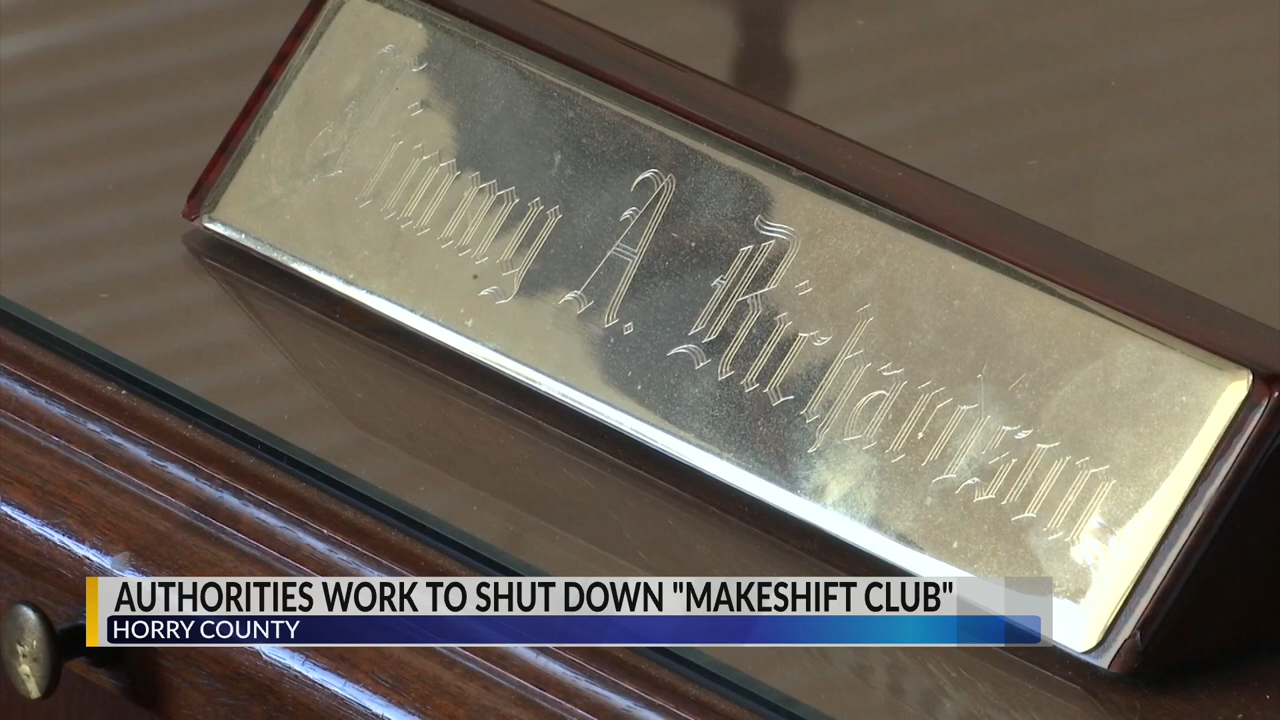 Jimmy A. Richardson
AUTHORITIES WORK TO SHUT DOWN "MAKESHIFT CLUB"
HORRY COUNTY